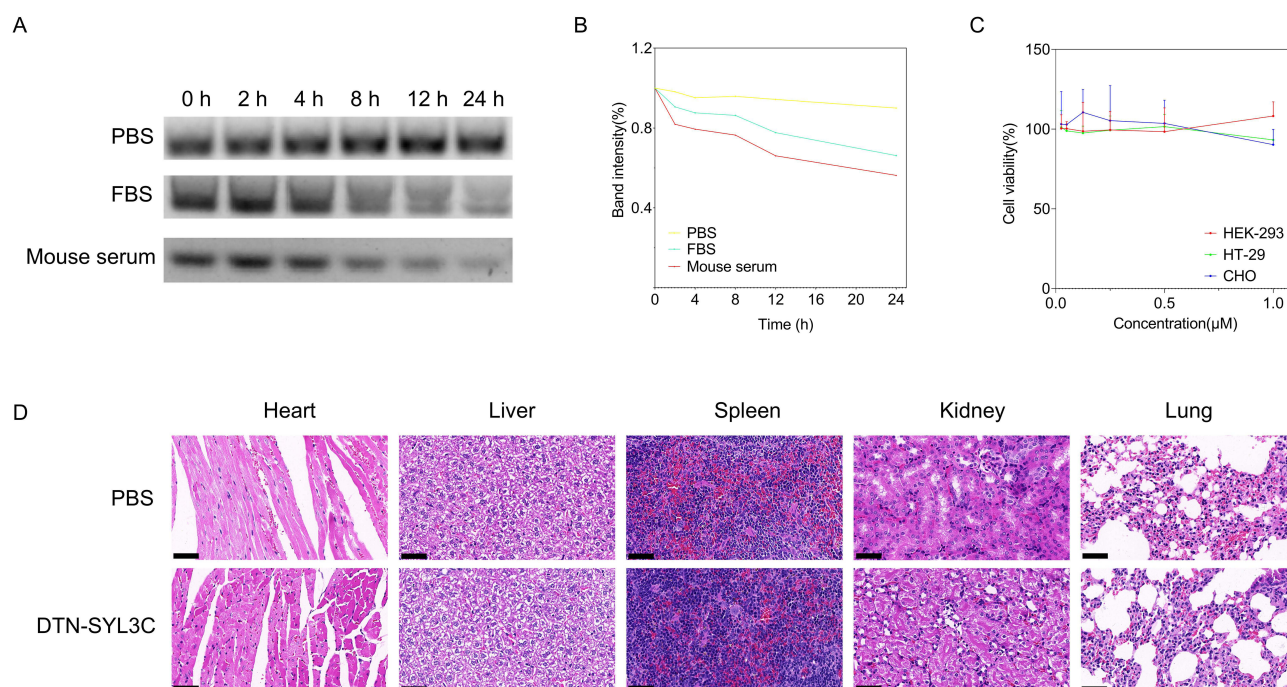 A
0 h 2 h 4 h 8 h 12 h 24 h
PBS
FBS
Mouse serum
B
Band intensity(%)
1.2
0.8
0.4
PBS
FBS
Mouse serum
0 4 8 12 16 20 24
Time (h)
C
Cell viability(%)
150
100
50
0
HEK-293
HT-29
CHO
0.0 0.5 1.0
Concentration(μM)
D
Heart Liver Spleen Kidney Lung
PBS
DTN-SYL3C